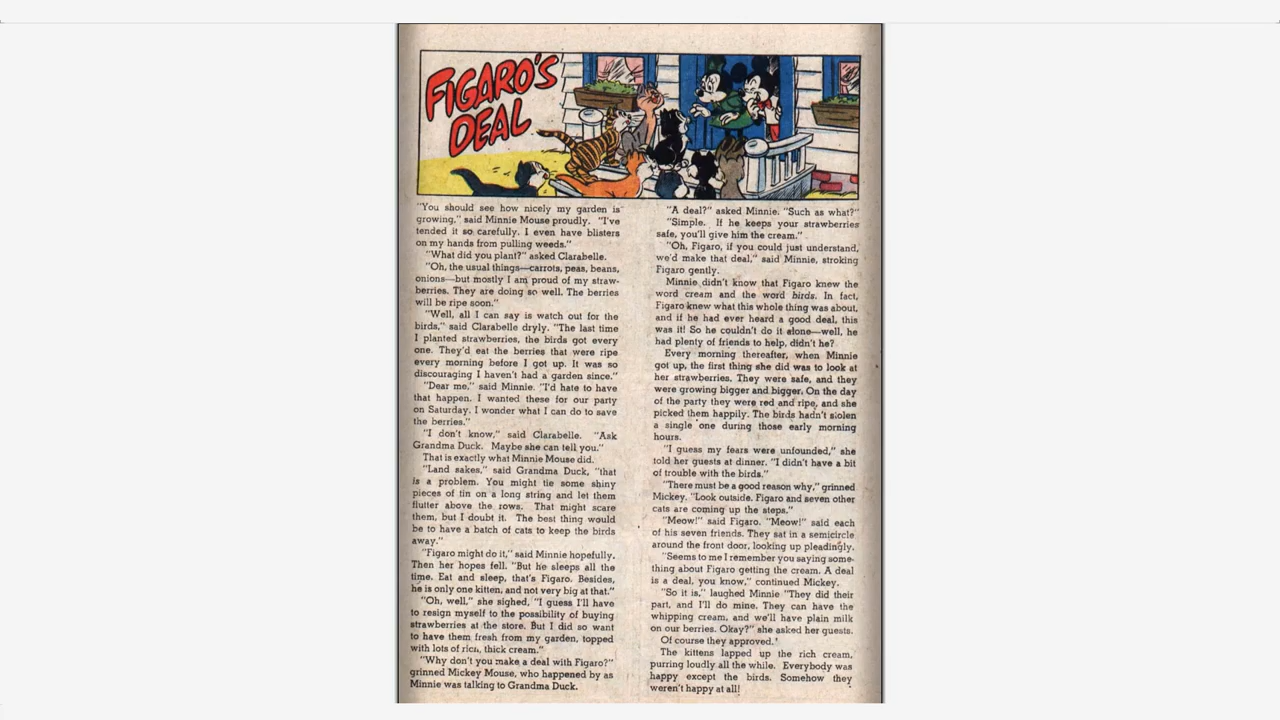 FIGARO'S
DEAL
"You should see how nicely my garden is
growing," said Minnie Mouse proudly. "I've
tended it so carefully. I even have blisters
on my hands from pulling weeds."
"What did you plant?" asked Clarabelle.
"Oh, the usual things—carrots, peas, beans,
onions—but mostly I am proud of my straw-
berries. They are doing so well. The berries
will be ripe soon."
"Well, all I can say is watch out for the
birds," said Clarabelle dryly. "The last time
I planted strawberries, the birds got every
one. They'd eat the berries that were ripe
every morning before I got up. It was so
discouraging I haven't had a garden since."
"Dear me," said Minnie. "I'd hate to have
that happen. I wanted these for our party
on Saturday. I wonder what I can do to save
the berries."
"I don't know," said Clarabelle. "Ask
Grandma Duck. Maybe she can tell you."
That is exactly what Minnie Mouse did.
"Land sakes," said Grandma Duck, "that
is a problem. You might tie some shiny
pieces of tin on a long string and let them
flutter above the rows. That might scare
them, but I doubt it. The best thing would
be to have a batch of cats to keep the birds
away."
"Figaro might do it," said Minnie hopefully.
Then her hopes fell. "But he sleeps all the
time. Eat and sleep, that's Figaro. Besides,
he is only one kitten, and not very big at that."
"Oh, well," she sighed, "I guess I'll have
to resign myself to the possibility of buying
strawberries at the store. But I did so want
to have them fresh from my garden, topped
with lots of rich, thick cream."
"Why don't you make a deal with Figaro?"
grinned Mickey Mouse, who happened by as
Minnie was talking to Grandma Duck.
"A deal?" asked Minnie. "Such as what?"
"Simple. If he keeps your strawberries
safe, you'll give him the cream."
"Oh, Figaro, if you could just understand,
we'd make that deal," said Minnie, stroking
Figaro gently.
Minnie didn't know that Figaro knew the
word cream and the word birds. In fact,
Figaro knew what this whole thing was about,
and if he had ever heard a good deal, this
was it! So he couldn't do it alone—well, he
had plenty of friends to help, didn't he?
Every morning thereafter, when Minnie
got up, the first thing she did was to look at
her strawberries. They were safe, and they
were growing bigger and bigger. On the day
of the party they were red and ripe, and she
picked them happily. The birds hadn't stolen
a single one during those early morning
hours.
"I guess my fears were unfounded," she
told her guests at dinner. "I didn't have a bit
of trouble with the birds."
"There must be a good reason why," grinned
Mickey. "Look outside. Figaro and seven other
cats are coming up the steps."
"Meow!" said Figaro. "Meow!" said each
of his seven friends. They sat in a semicircle
around the front door, looking up pleadingly.
"Seems to me I remember you saying some-
thing about Figaro getting the cream. A deal
is a deal, you know," continued Mickey.
"So it is," laughed Minnie "They did their
part, and I'll do mine. They can have the
whipping cream, and we'll have plain milk
on our berries. Okay?" she asked her guests.
Of course they approved.
The kittens lapped up the rich cream,
purring loudly all the while. Everybody was
happy except the birds. Somehow they
weren't happy at all!